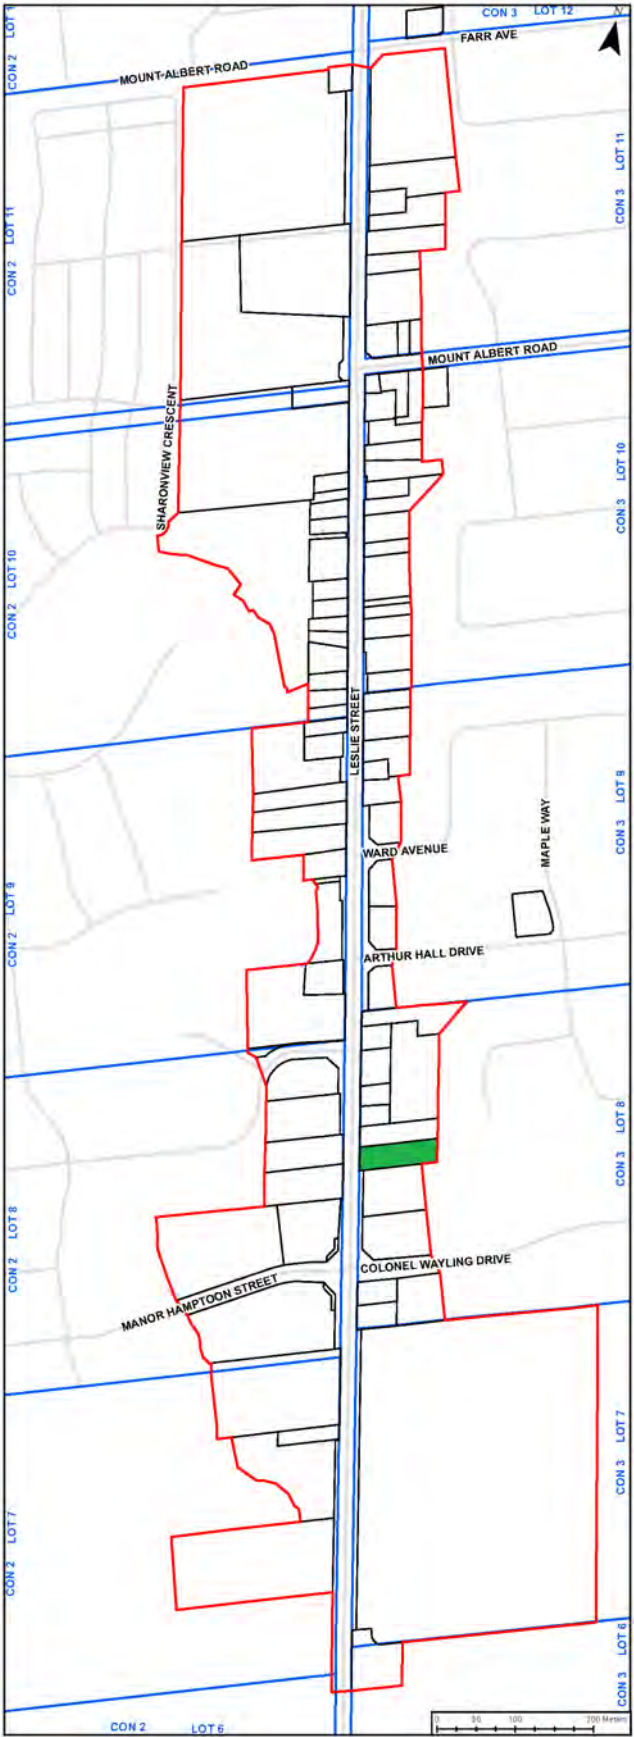 CON 3 LOT 12
N
FARR AVE
MOUNT-ALBERT-ROAD
CON 2 LOT 1
CON 3 LOT 11
CON 2 LOT 11
MOUNT ALBERT ROAD
SHARONVIEW CRESCENT
CON 3 LOT 10
CON 2 LOT 10
LESLIE STREET
CON 3 LOT 9
MAPLE WAY
WARD AVENUE
CON 2 LOT 9
ARTHUR HALL DRIVE
CON 3 LOT 8
CON 2 LOT 8
COLONEL WAYLING DRIVE
MANOR HAMPTOON STREET
CON 3 LOT 7
CON 2 LOT 7
CON 3 LOT 6
CON 2 LOT 6
0 50 100 200 Meters